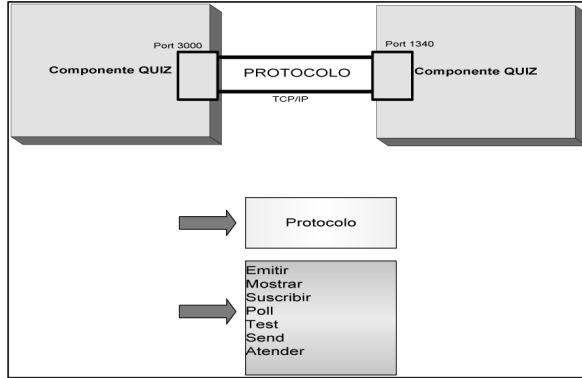 Port 3000
Port 1340
Componente QUIZ
PROTOCOLO
Componente QUIZ
TCP/IP
Protocolo
Emitir
Mostrar
Suscribir
Poll
Test
Send
Atender